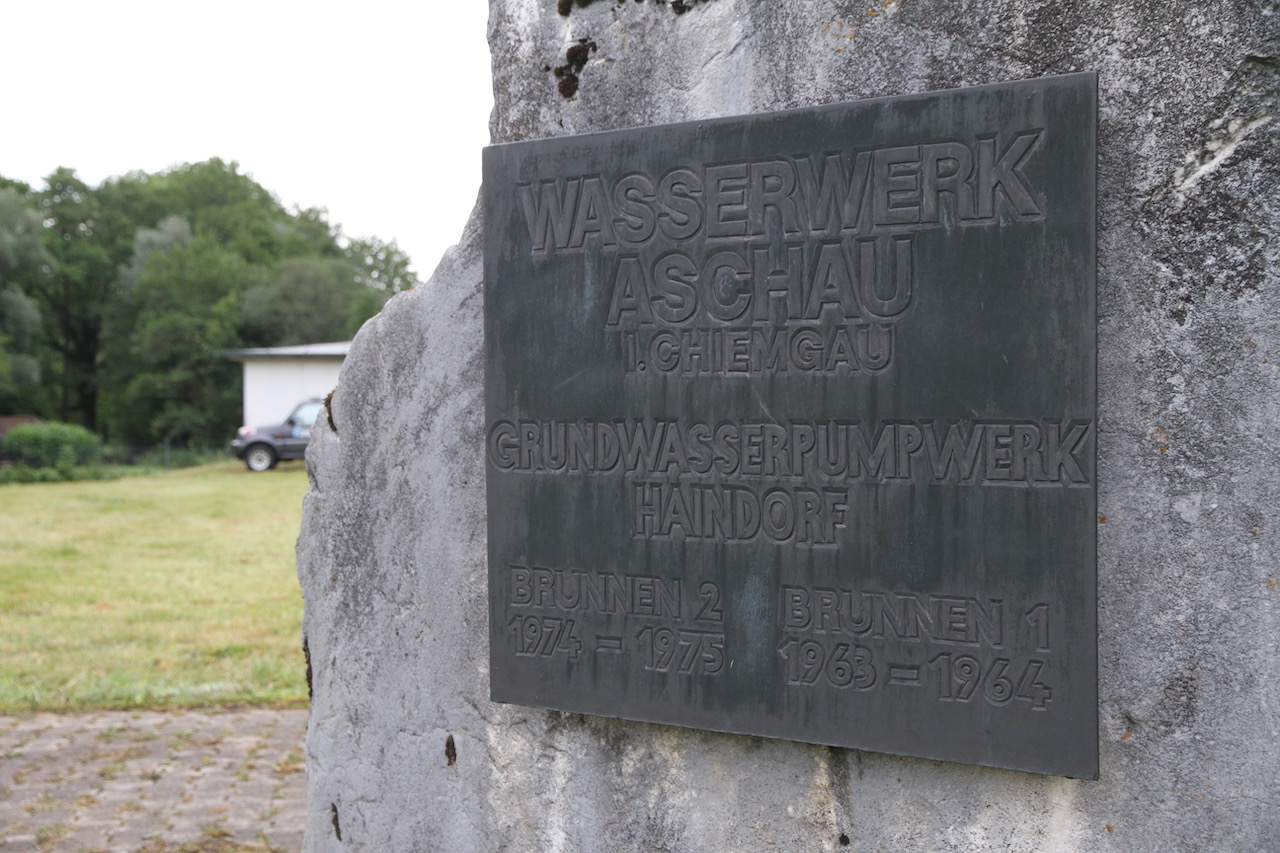 WASSERWERK
ASCHAU
I. CHIEMGAU
GRUNDWASSERPUMPWERK
HAINDORF
BRUNNEN 2 BRUNNEN 1
1974 – 1975 1963 – 1964